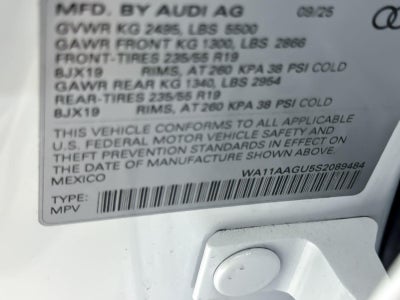 MFD. BY AUDI AG 09/25
GVWR KG 2495, LBS 5500
GAWR FRONT KG 1300, LBS 2866
FRONT-TIRES 235/55 R19
8JX19 RIMS, AT 260 KPA 38 PSI COLD
GAWR REAR KG 1340, LBS 2954
REAR-TIRES 235/55 R19
8JX19 RIMS, AT 260 KPA 38 PSI COLD
THIS VEHICLE CONFORMS TO ALL APPLICABLE
U.S. FEDERAL MOTOR VEHICLE SAFETY, BUMPER, AND
THEFT PREVENTION STANDARDS IN EFFECT ON
THE DATE OF MANUFACTURE SHOWN ABOVE.
MEXICO WA11AAGU5S2089484
TYPE:
MPV